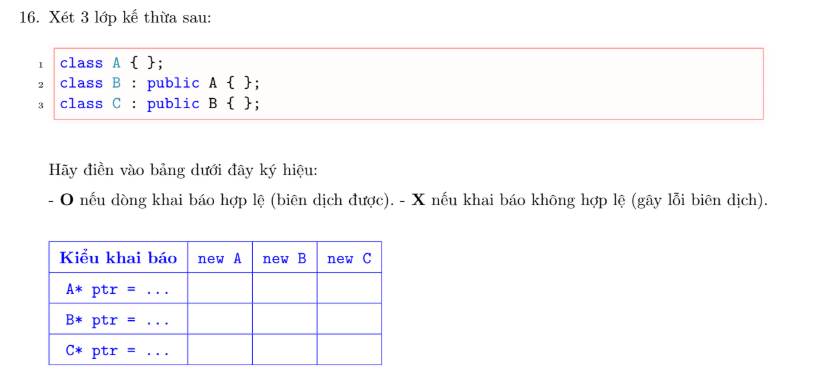 16. Xét 3 lớp kế thừa sau:
1 class A { };
2 class B : public A { };
3 class C : public B { };
Hãy điền vào bảng dưới đây ký hiệu:
- O nếu dòng khai báo hợp lệ (biên dịch được). - X nếu khai báo không hợp lệ (gây lỗi biên dịch).
Kiểu khai báo new A new B new C
A* ptr = ...
B* ptr = ...
C* ptr = ...